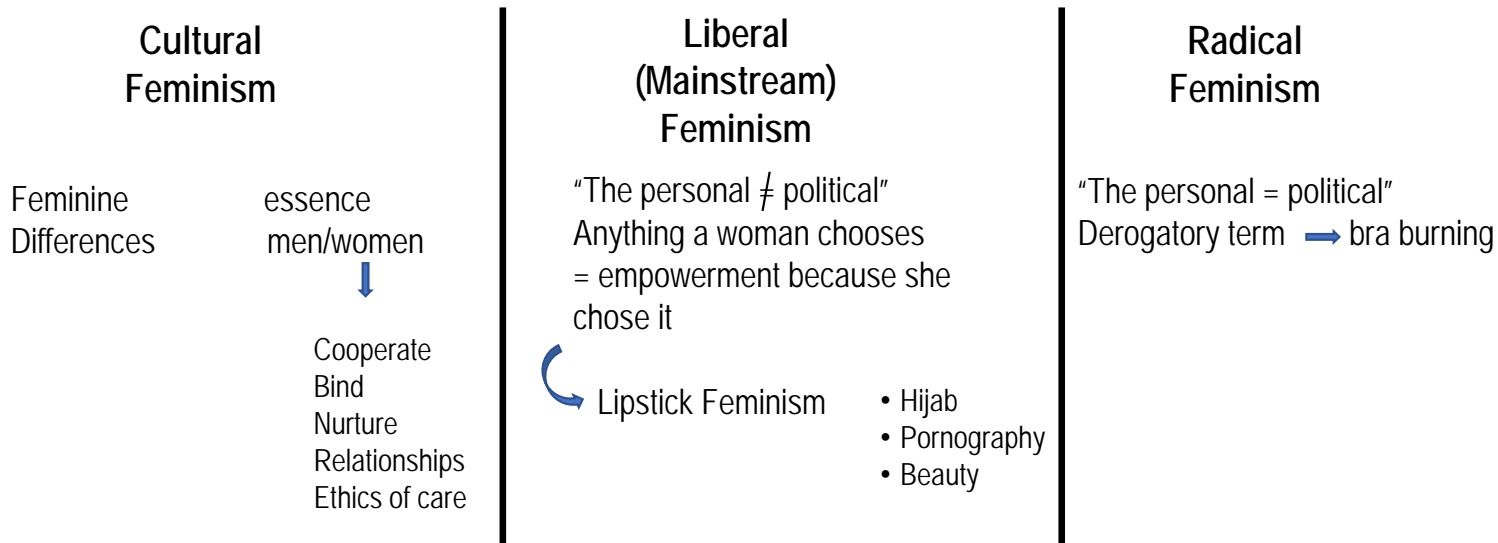 Cultural
Feminism
Feminine essence
Differences men/women
Cooperate
Bind
Nurture
Relationships
Ethics of care
Liberal
(Mainstream)
Feminism
“The personal ≠ political”
Anything a woman chooses
= empowerment because she
chose it
Lipstick Feminism
• Hijab
• Pornography
• Beauty
Radical
Feminism
“The personal = political”
Derogatory term ➡ bra burning